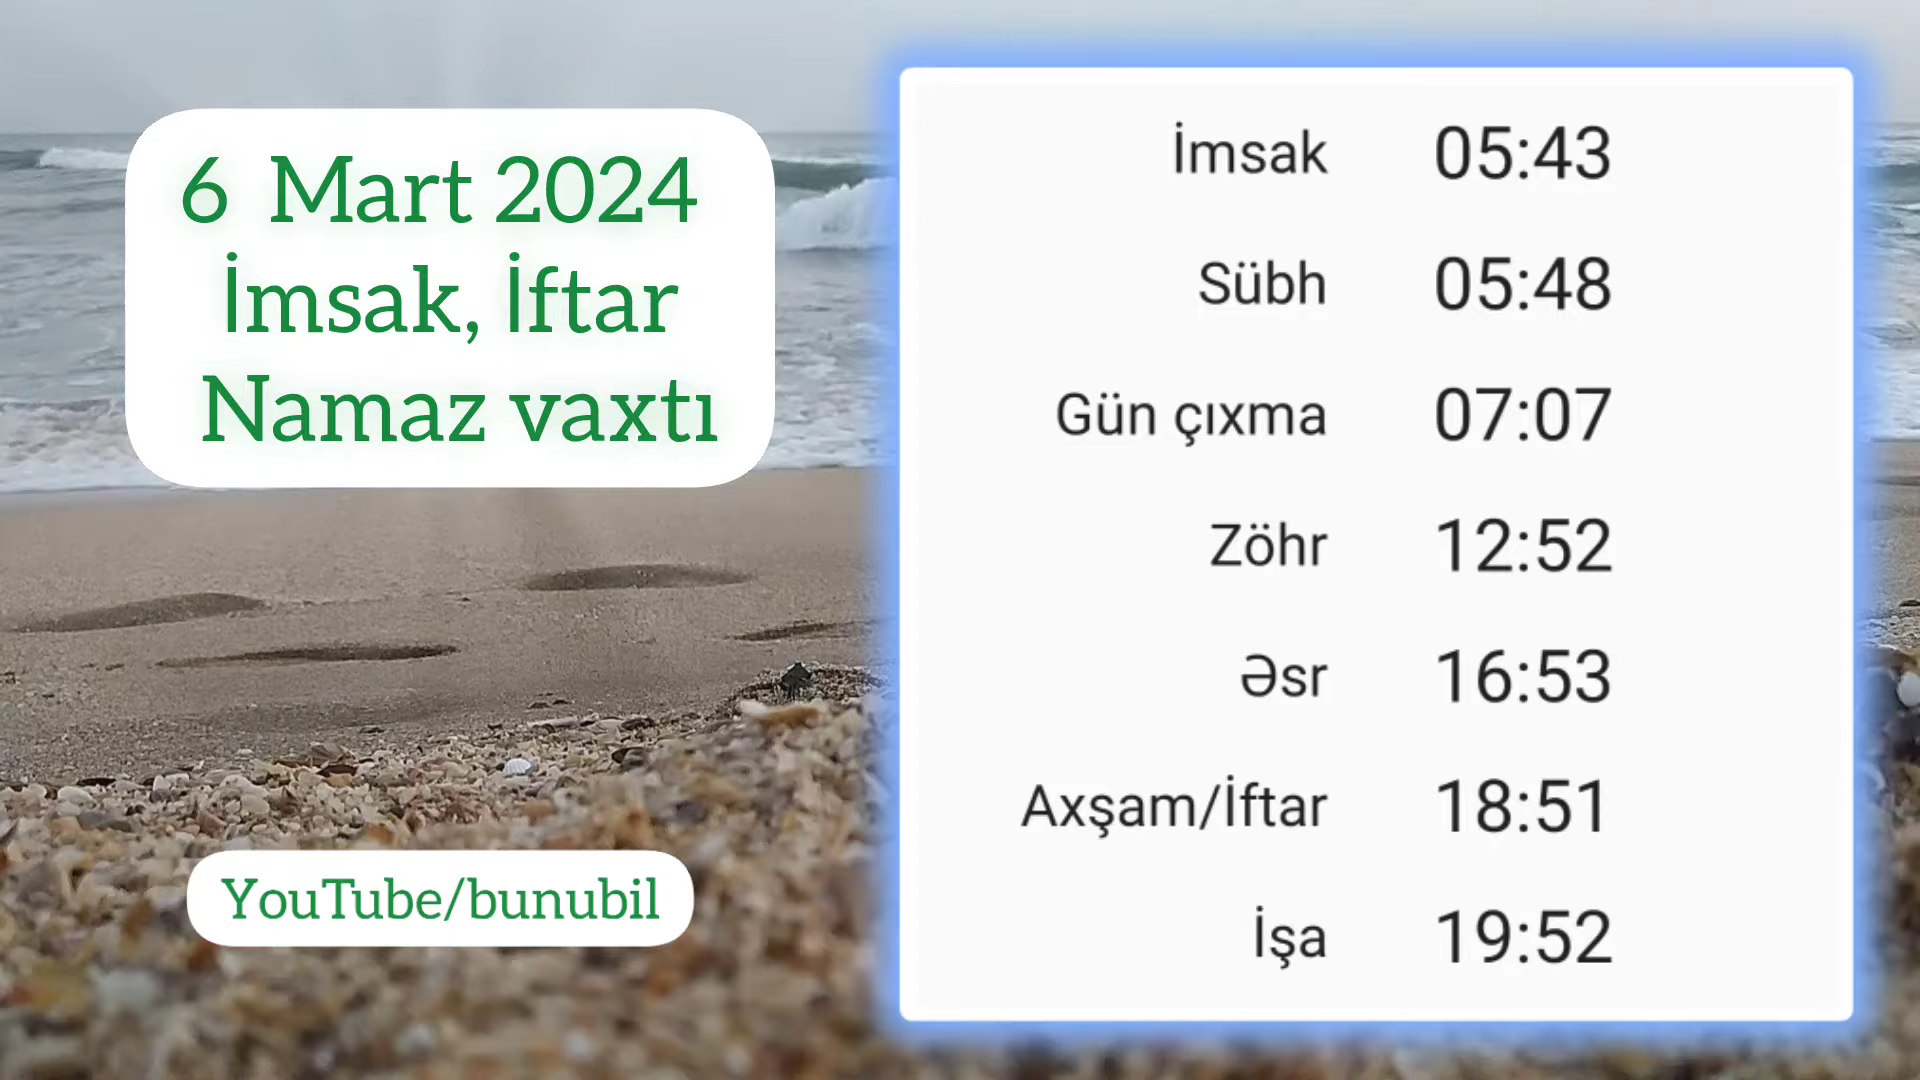 6 Mart 2024
İmsak, İftar
Namaz vaxtı
YouTube/bunubil
İmsak 05:43
Sübh 05:48
Gün çıxma 07:07
Zöhr 12:52
Əsr 16:53
Axşam/İftar 18:51
İşa 19:52